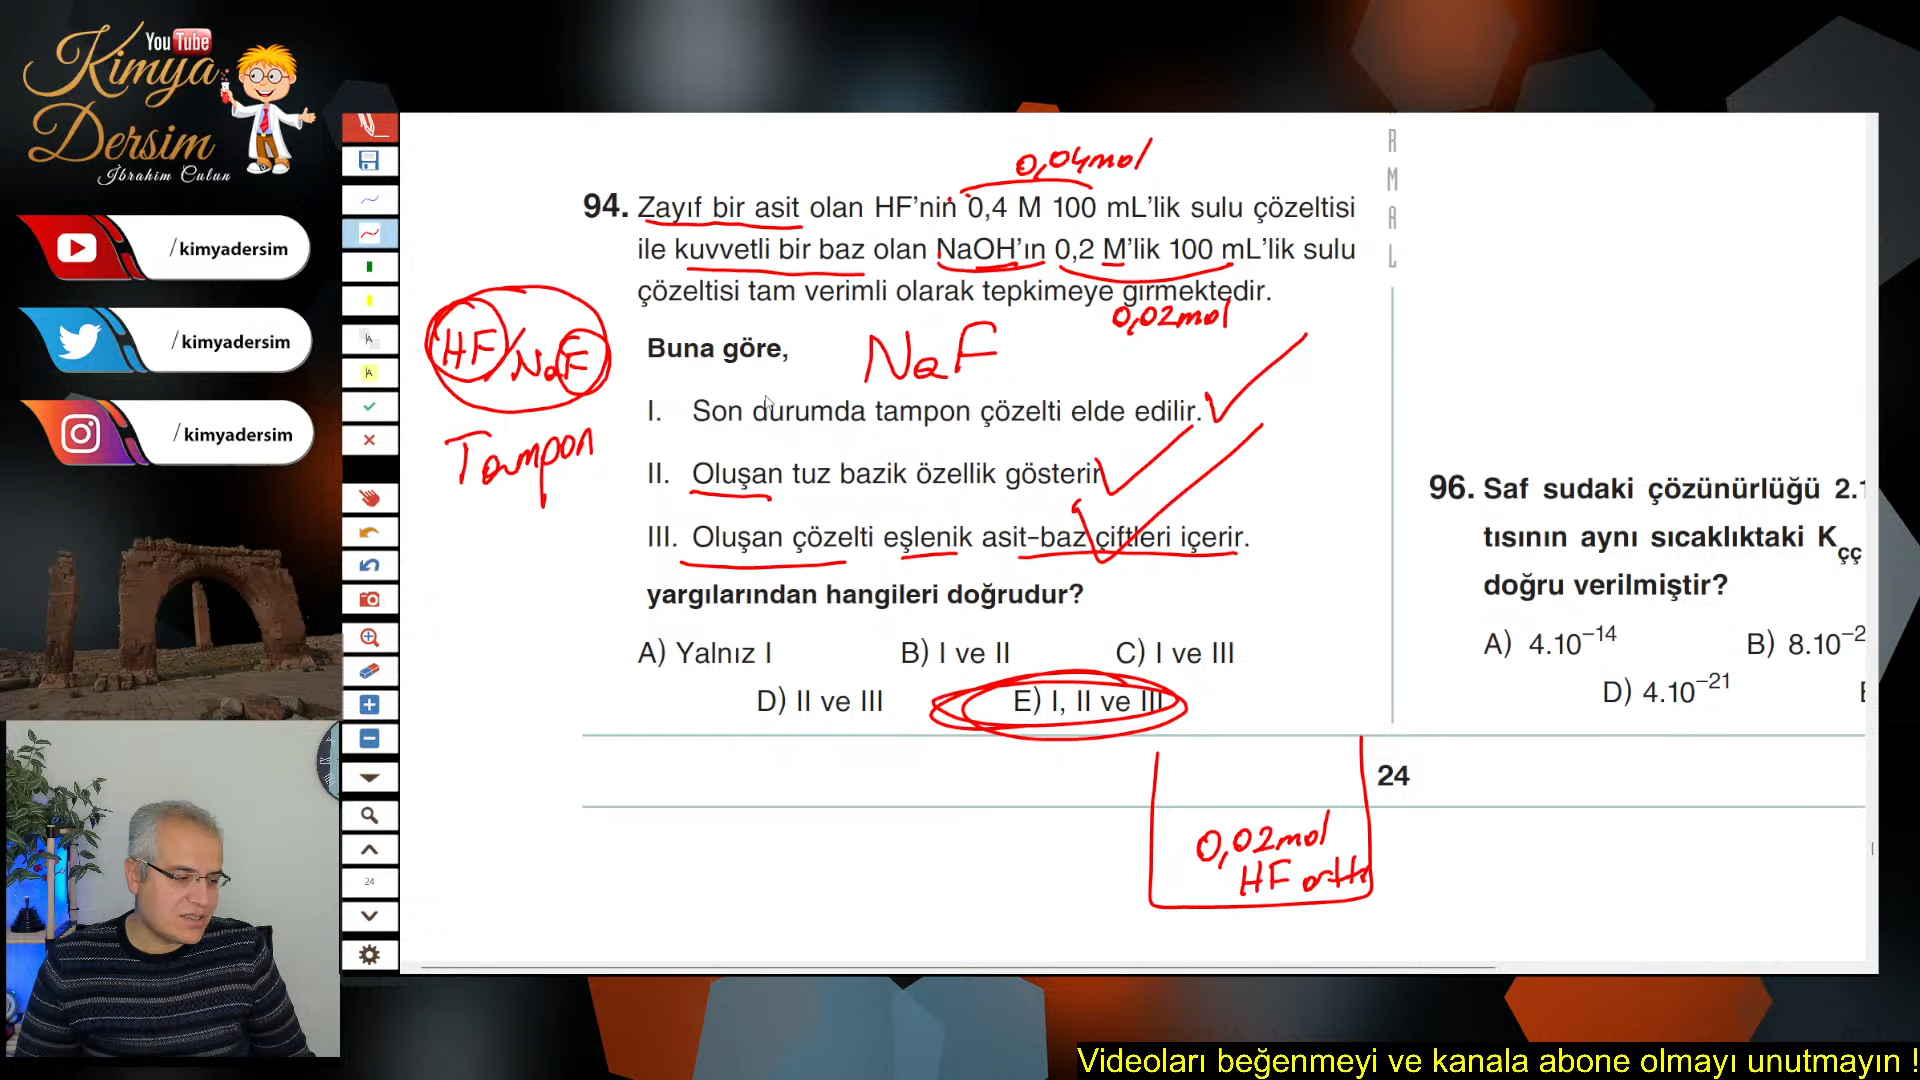 You Tube
Kimya
Dersim
İbrahim Culun
/kimyadersim
/kimyadersim
/kimyadersim
0,04mol
94. Zayıf bir asit olan HF'nin 0,4 M 100 mL'lik sulu çözeltisi
ile kuvvetli bir baz olan NaOH'ın 0,2 M'lik 100 mL'lik sulu
çözeltisi tam verimli olarak tepkimeye girmektedir.
0,02mol
HF/NaF
Tampon
Buna göre,
NaF
I. Son durumda tampon çözelti elde edilir.
II. Oluşan tuz bazik özellik gösterir
III. Oluşan çözelti eşlenik asit-baz çiftleri içerir.
yargılarından hangileri doğrudur?
A) Yalnız I
B) I ve II
C) I ve III
D) II ve III
E) I, II ve III
R
M
A
L
96. Saf sudaki çözünürlüğü 2.1
tısının aynı sıcaklıktaki Kçç
doğru verilmiştir?
A) 4.10⁻¹⁴
B) 8.10⁻²
D) 4.10⁻²¹
24
0,02mol
HF arttı
24
Videoları beğenmeyi ve kanala abone olmayı unutmayın !